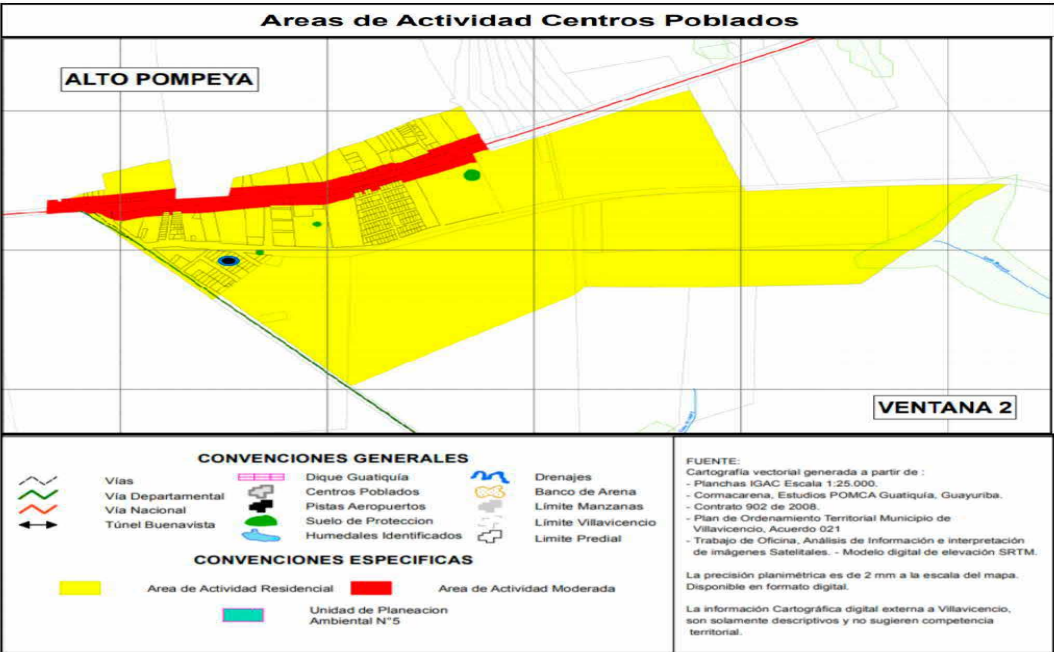 Areas de Actividad Centros Poblados
ALTO POMPEYA
VENTANA 2
CONVENCIONES GENERALES
Vías
Vía Departamental
Vía Nacional
Túnel Buenavista
Dique Guatiquía
Centros Poblados
Pistas Aeropuertos
Suelo de Proteccion
Humedales Identificados
Drenajes
Banco de Arena
Límite Manzanas
Límite Villavicencio
Limite Predial
CONVENCIONES ESPECIFICAS
Area de Actividad Residencial
Area de Actividad Moderada
Unidad de Planeacion
Ambiental N°5
FUENTE:
Cartografía vectorial generada a partir de :
- Planchas IGAC Escala 1:25.000.
- Cormacarena, Estudios POMCA Guatiquía, Guayuriba.
- Contrato 902 de 2008.
- Plan de Ordenamiento Territorial Municipio de
Villavicencio, Acuerdo 021
- Trabajo de Oficina, Análisis de Información e interpretación
de imágenes Satelitales. - Modelo digital de elevación SRTM.
La precisión planimétrica es de 2 mm a la escala del mapa.
Disponible en formato digital.
La información Cartográfica digital externa a Villavicencio,
son solamente descriptivos y no sugieren competencia
territorial.